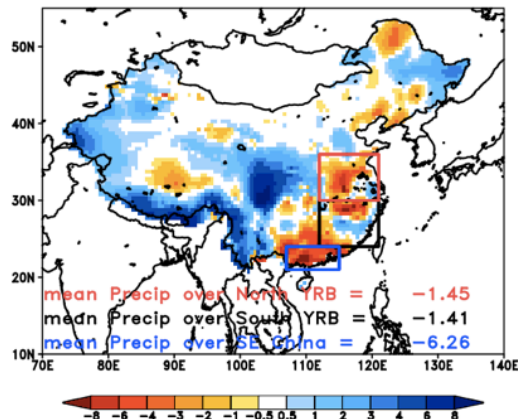 50N
40N
30N
20N
mean Precip over North YRB = -1.45
mean Precip over South YRB = -1.41
mean Precip over SE China = -6.26
10N
70E 80E 90E 100E 110E 120E 130E 140E
-8 -6 -4 -3 -2 -1 -0.5 0.5 1 2 3 4 6 8